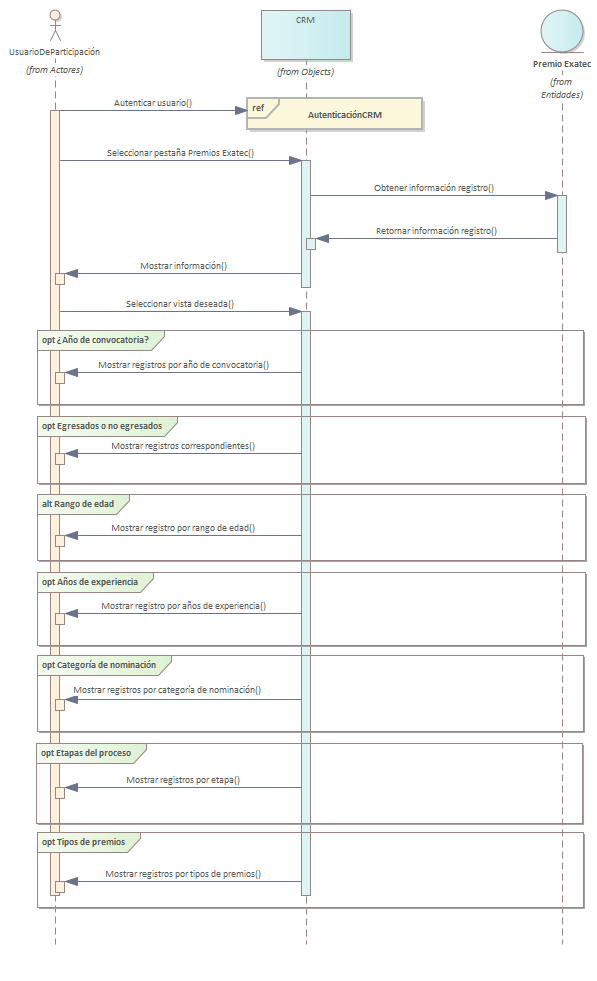 CRM
UsuarioDeParticipación
(from Actores)
(from Objects)
Premio Exatec
(from
Entidades)
Autenticar usuario()
ref
AutenticaciónCRM
Seleccionar pestaña Premios Exatec()
Obtener información registro()
Retornar información registro()
Mostrar información()
Seleccionar vista deseada()
opt ¿Año de convocatoria?
Mostrar registros por año de convocatoria()
opt Egresados o no egresados
Mostrar registros correspondientes()
alt Rango de edad
Mostrar registro por rango de edad()
opt Años de experiencia
Mostrar registro por años de experiencia()
opt Categoría de nominación
Mostrar registros por categoría de nominación()
opt Etapas del proceso
Mostrar registros por etapa()
opt Tipos de premios
Mostrar registros por tipos de premios()